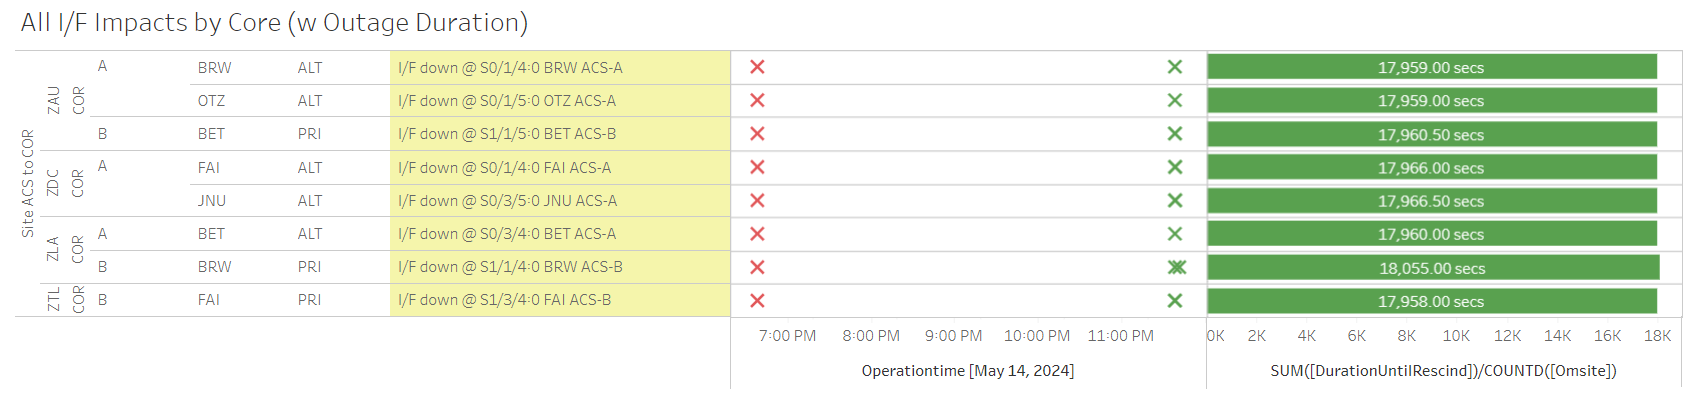 All I/F Impacts by Core (w Outage Duration)
Site ACS to COR
ZAU COR
A BRW ALT I/F down @ S0/1/4:0 BRW ACS-A 17,959.00 secs
OTZ ALT I/F down @ S0/1/5:0 OTZ ACS-A 17,959.00 secs
B BET PRI I/F down @ S1/1/5:0 BET ACS-B 17,960.50 secs
ZDC COR
A FAI ALT I/F down @ S0/1/4:0 FAI ACS-A 17,966.00 secs
JNU ALT I/F down @ S0/3/5:0 JNU ACS-A 17,966.50 secs
ZLA COR
A BET ALT I/F down @ S0/3/4:0 BET ACS-A 17,960.00 secs
B BRW PRI I/F down @ S1/1/4:0 BRW ACS-B 18,055.00 secs
ZTL COR
B FAI PRI I/F down @ S1/3/4:0 FAI ACS-B 17,958.00 secs
7:00 PM 8:00 PM 9:00 PM 10:00 PM 11:00 PM 0K 2K 4K 6K 8K 10K 12K 14K 16K 18K
Operationtime [May 14, 2024] SUM([DurationUntilRescind])/COUNTD([Omsite])